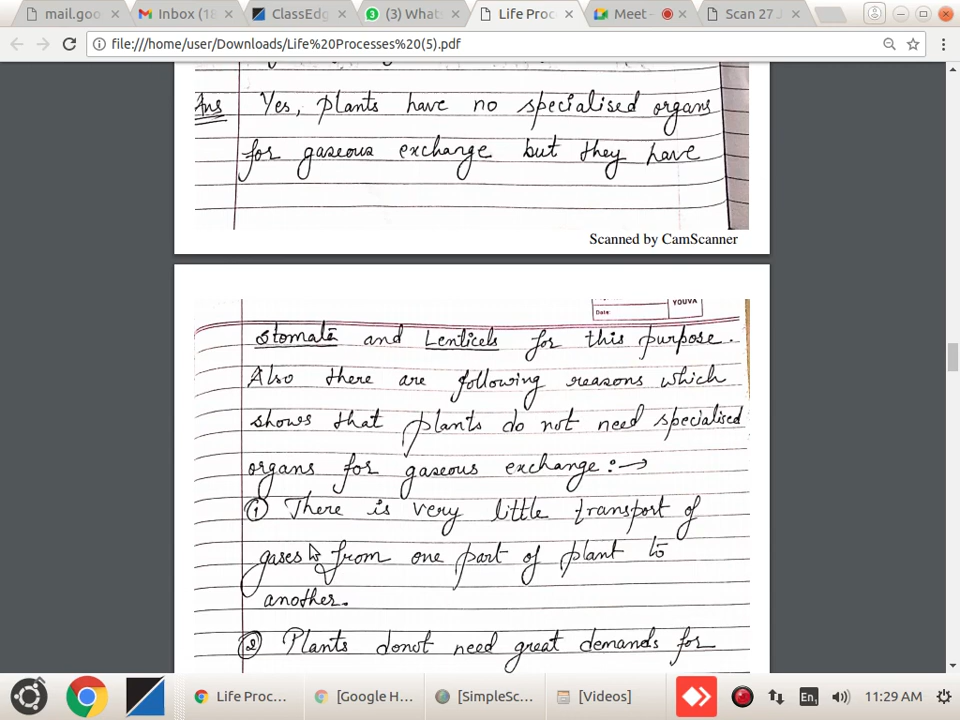 mail.goo
Inbox (18
ClassEdg
(3) What
Life Proc
Meet -
Scan 27 J
file:///home/user/Downloads/Life%20Processes%20(5).pdf
Ans Yes, plants have no specialised organs
for gaseous exchange but they have
Scanned by CamScanner
YOUVA
Date:
stomata and Lenticels for this purpose.
Also there are following reasons which
shows that plants do not need specialised
organs for gaseous exchange :→
① There is very little transport of
gases from one part of plant to
another.
② Plants donot need great demands for
Life Proc...
[Google H...
[SimpleSc...
[Videos]
En
11:29 AM